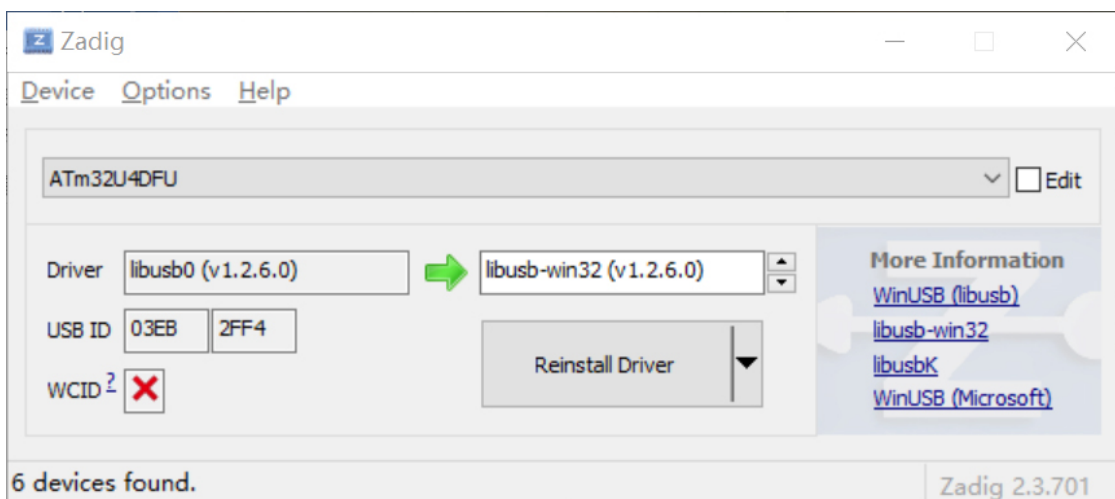 Zadig
Device Options Help
ATm32U4DFU
Edit
Driver libusb0 (v1.2.6.0) libusb-win32 (v1.2.6.0)
USB ID 03EB 2FF4
WCID ?
Reinstall Driver
More Information
WinUSB (libusb)
libusb-win32
libusbK
WinUSB (Microsoft)
6 devices found.
Zadig 2.3.701